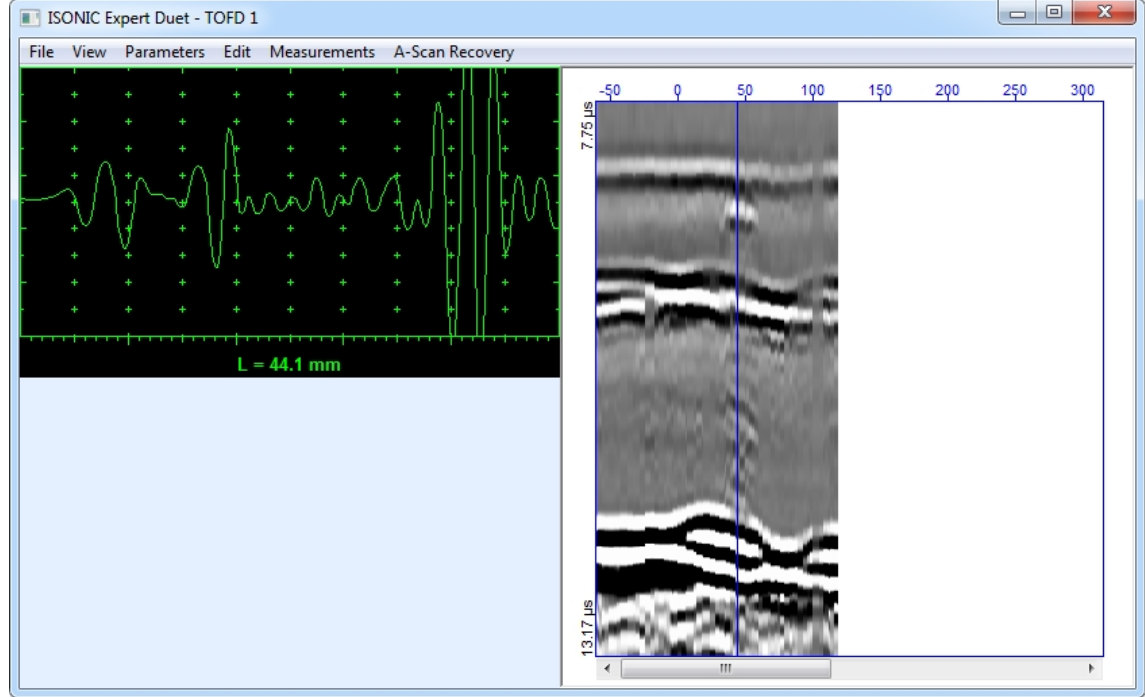 ISONIC Expert Duet - TOFD 1
File View Parameters Edit Measurements A-Scan Recovery
-50 0 50 100 150 200 250 300
7.75 µs
L = 44.1 mm
13.17 µs